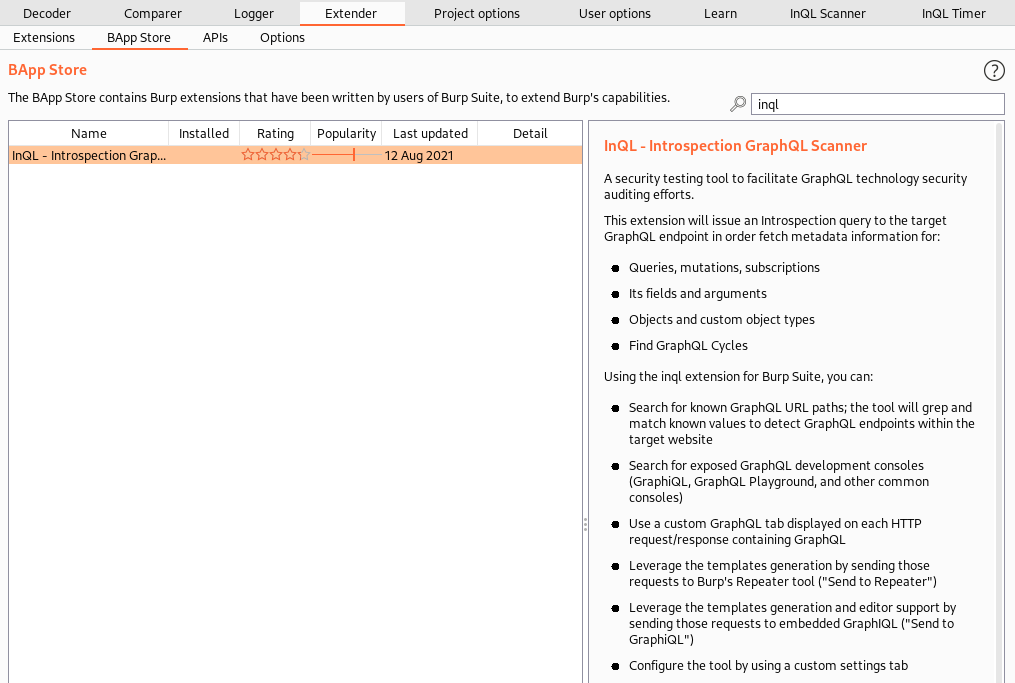 Decoder Comparer Logger Extender Project options User options Learn InQL Scanner InQL Timer
Extensions BApp Store APIs Options
BApp Store
?
The BApp Store contains Burp extensions that have been written by users of Burp Suite, to extend Burp's capabilities.
inql
Name Installed Rating Popularity Last updated Detail
InQL - Introspection Grap... 12 Aug 2021
InQL - Introspection GraphQL Scanner
A security testing tool to facilitate GraphQL technology security
auditing efforts.
This extension will issue an Introspection query to the target
GraphQL endpoint in order fetch metadata information for:
Queries, mutations, subscriptions
Its fields and arguments
Objects and custom object types
Find GraphQL Cycles
Using the inql extension for Burp Suite, you can:
Search for known GraphQL URL paths; the tool will grep and
match known values to detect GraphQL endpoints within the
target website
Search for exposed GraphQL development consoles
(GraphiQL, GraphQL Playground, and other common
consoles)
Use a custom GraphQL tab displayed on each HTTP
request/response containing GraphQL
Leverage the templates generation by sending those
requests to Burp's Repeater tool ("Send to Repeater")
Leverage the templates generation and editor support by
sending those requests to embedded GraphIQL ("Send to
GraphiQL")
Configure the tool by using a custom settings tab